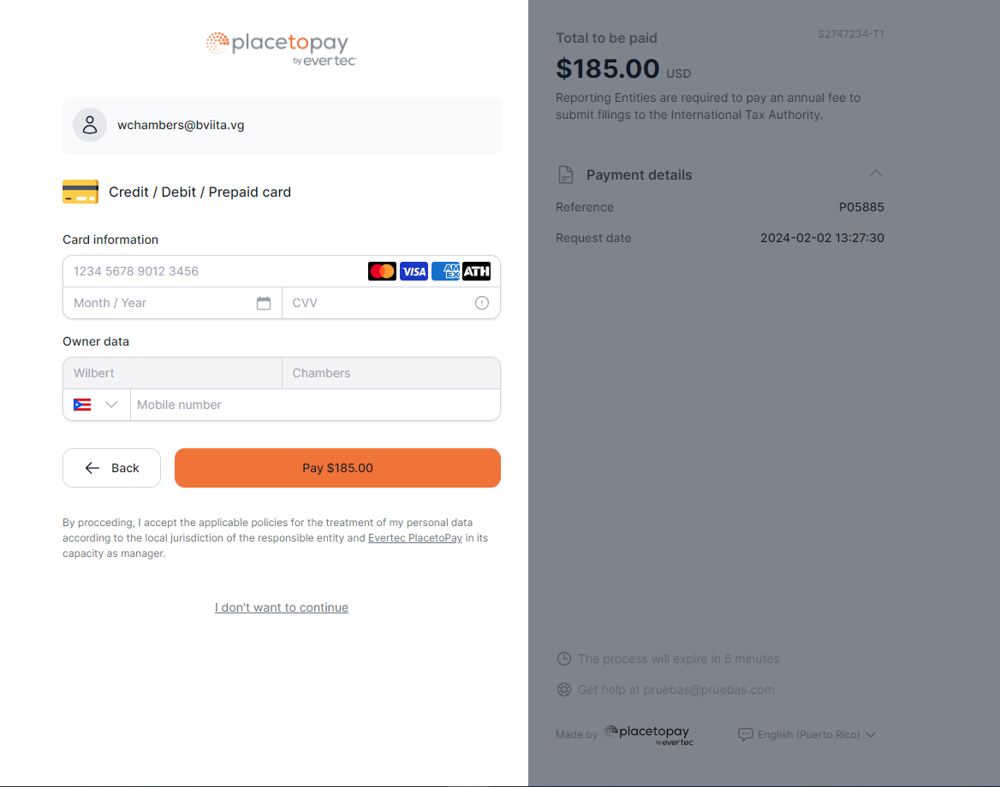 placetopay
by evertec
wchambers@bviita.vg
Credit / Debit / Prepaid card
Card information
1234 5678 9012 3456
VISA
AM
EX
ATH
Month / Year
CVV
Owner data
Wilbert
Chambers
Mobile number
Back
Pay $185.00
By procceding, I accept the applicable policies for the treatment of my personal data
according to the local jurisdiction of the responsible entity and Evertec PlacetoPay in its
capacity as manager.
I don't want to continue
Total to be paid
S2747234-T1
$185.00 USD
Reporting Entities are required to pay an annual fee to
submit filings to the International Tax Authority.
Payment details
Reference
P05885
Request date
2024-02-02 13:27:30
The process will expire in 6 minutes
Get help at pruebas@pruebas.com
Made by
placetopay
by evertec
English (Puerto Rico)